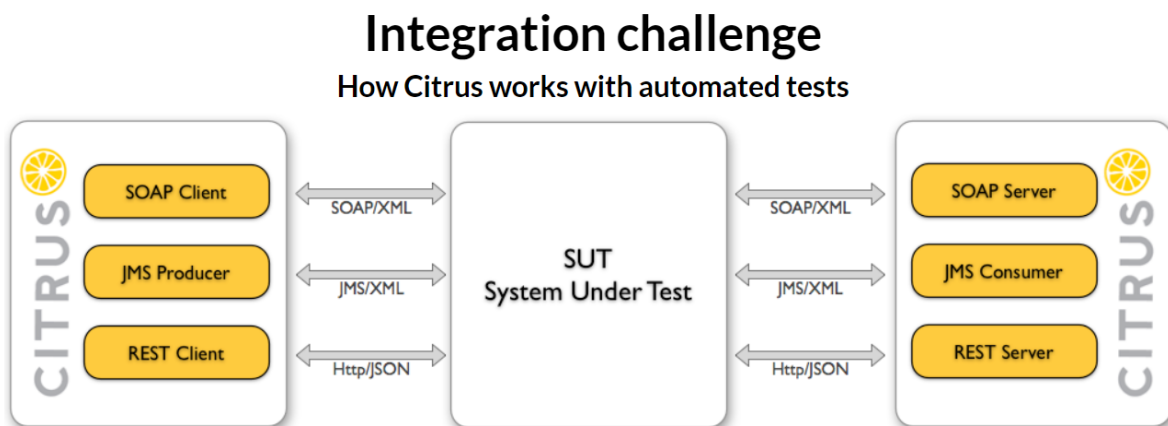 Integration challenge
How Citrus works with automated tests
CITRUS
SOAP Client
JMS Producer
REST Client
SOAP/XML
JMS/XML
Http/JSON
SUT
System Under Test
SOAP/XML
JMS/XML
Http/JSON
SOAP Server
JMS Consumer
REST Server
CITRUS